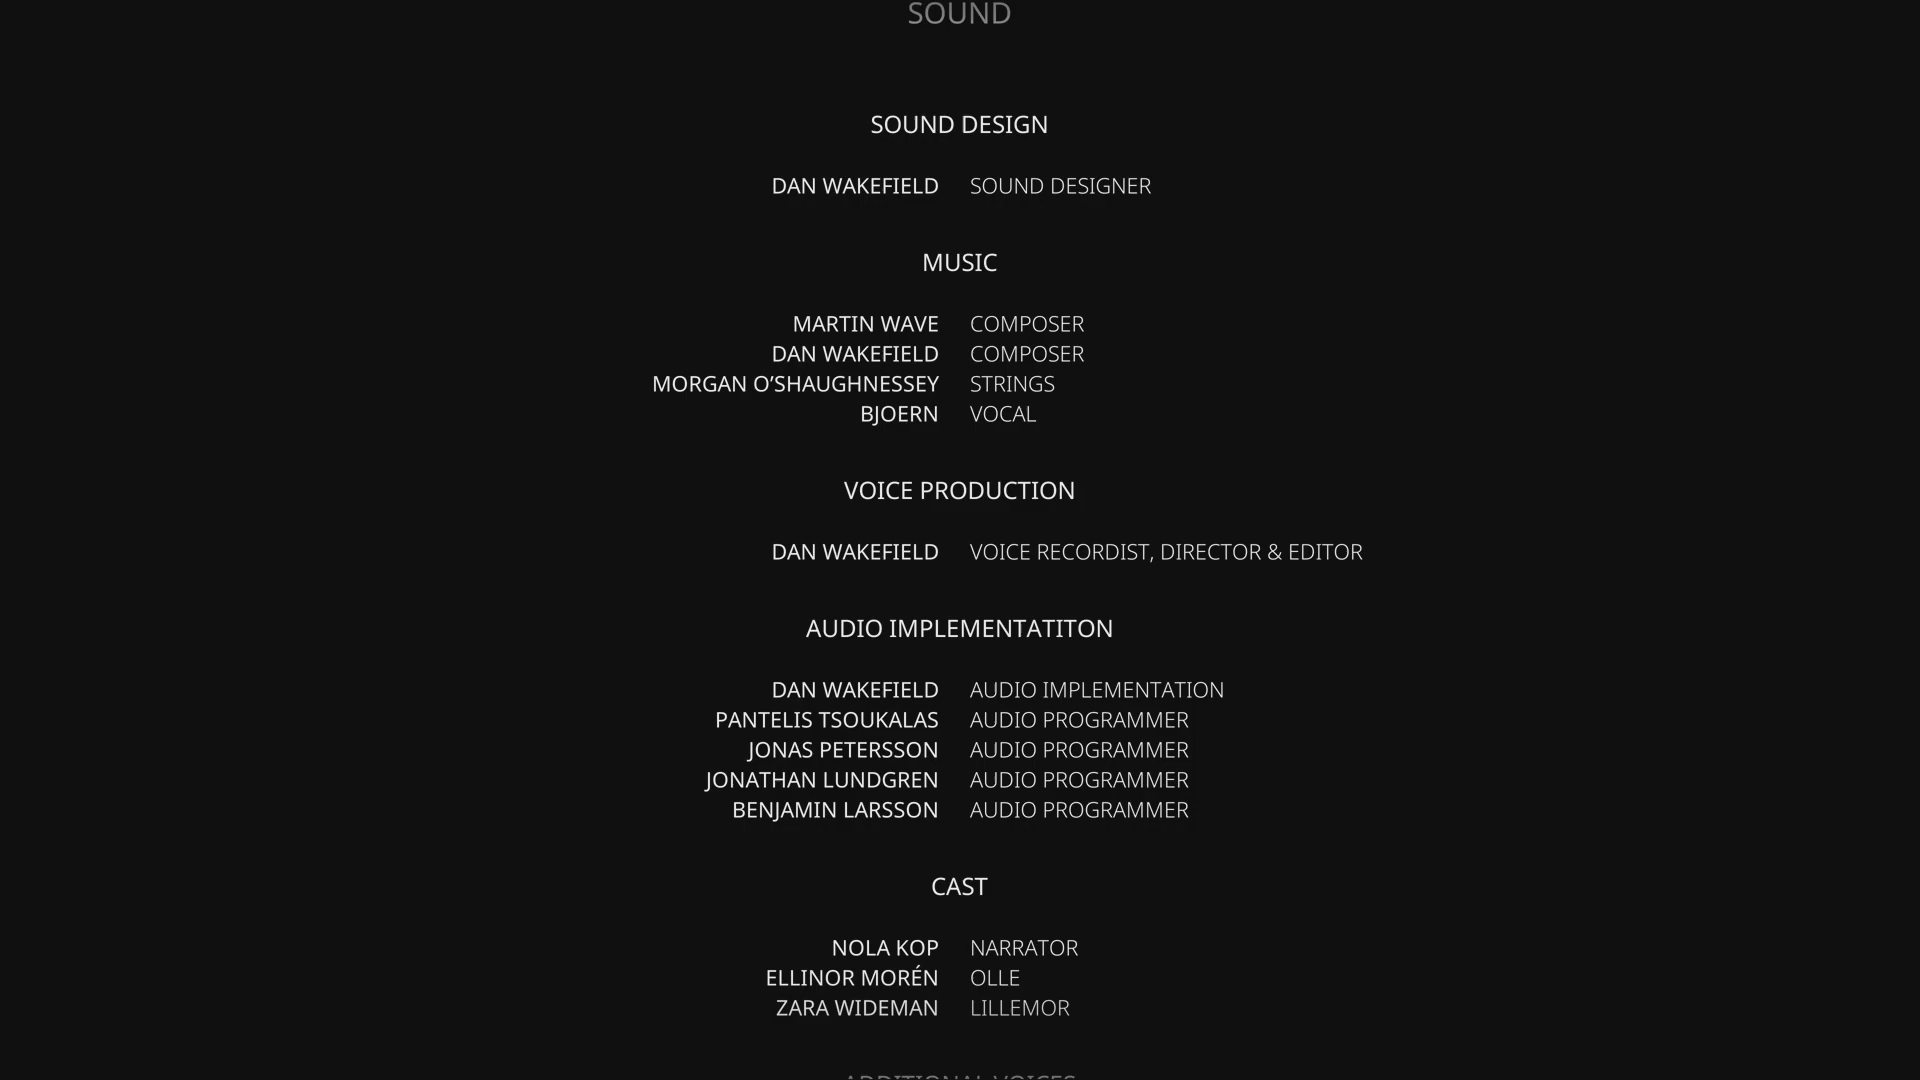 SOUND
SOUND DESIGN
DAN WAKEFIELD SOUND DESIGNER
MUSIC
MARTIN WAVE COMPOSER
DAN WAKEFIELD COMPOSER
MORGAN O’SHAUGHNESSEY STRINGS
BJOERN VOCAL
VOICE PRODUCTION
DAN WAKEFIELD VOICE RECORDIST, DIRECTOR & EDITOR
AUDIO IMPLEMENTATITON
DAN WAKEFIELD AUDIO IMPLEMENTATION
PANTELIS TSOUKALAS AUDIO PROGRAMMER
JONAS PETERSSON AUDIO PROGRAMMER
JONATHAN LUNDGREN AUDIO PROGRAMMER
BENJAMIN LARSSON AUDIO PROGRAMMER
CAST
NOLA KOP NARRATOR
ELLINOR MORÉN OLLE
ZARA WIDEMAN LILLEMOR
ADDITIONAL VOICES